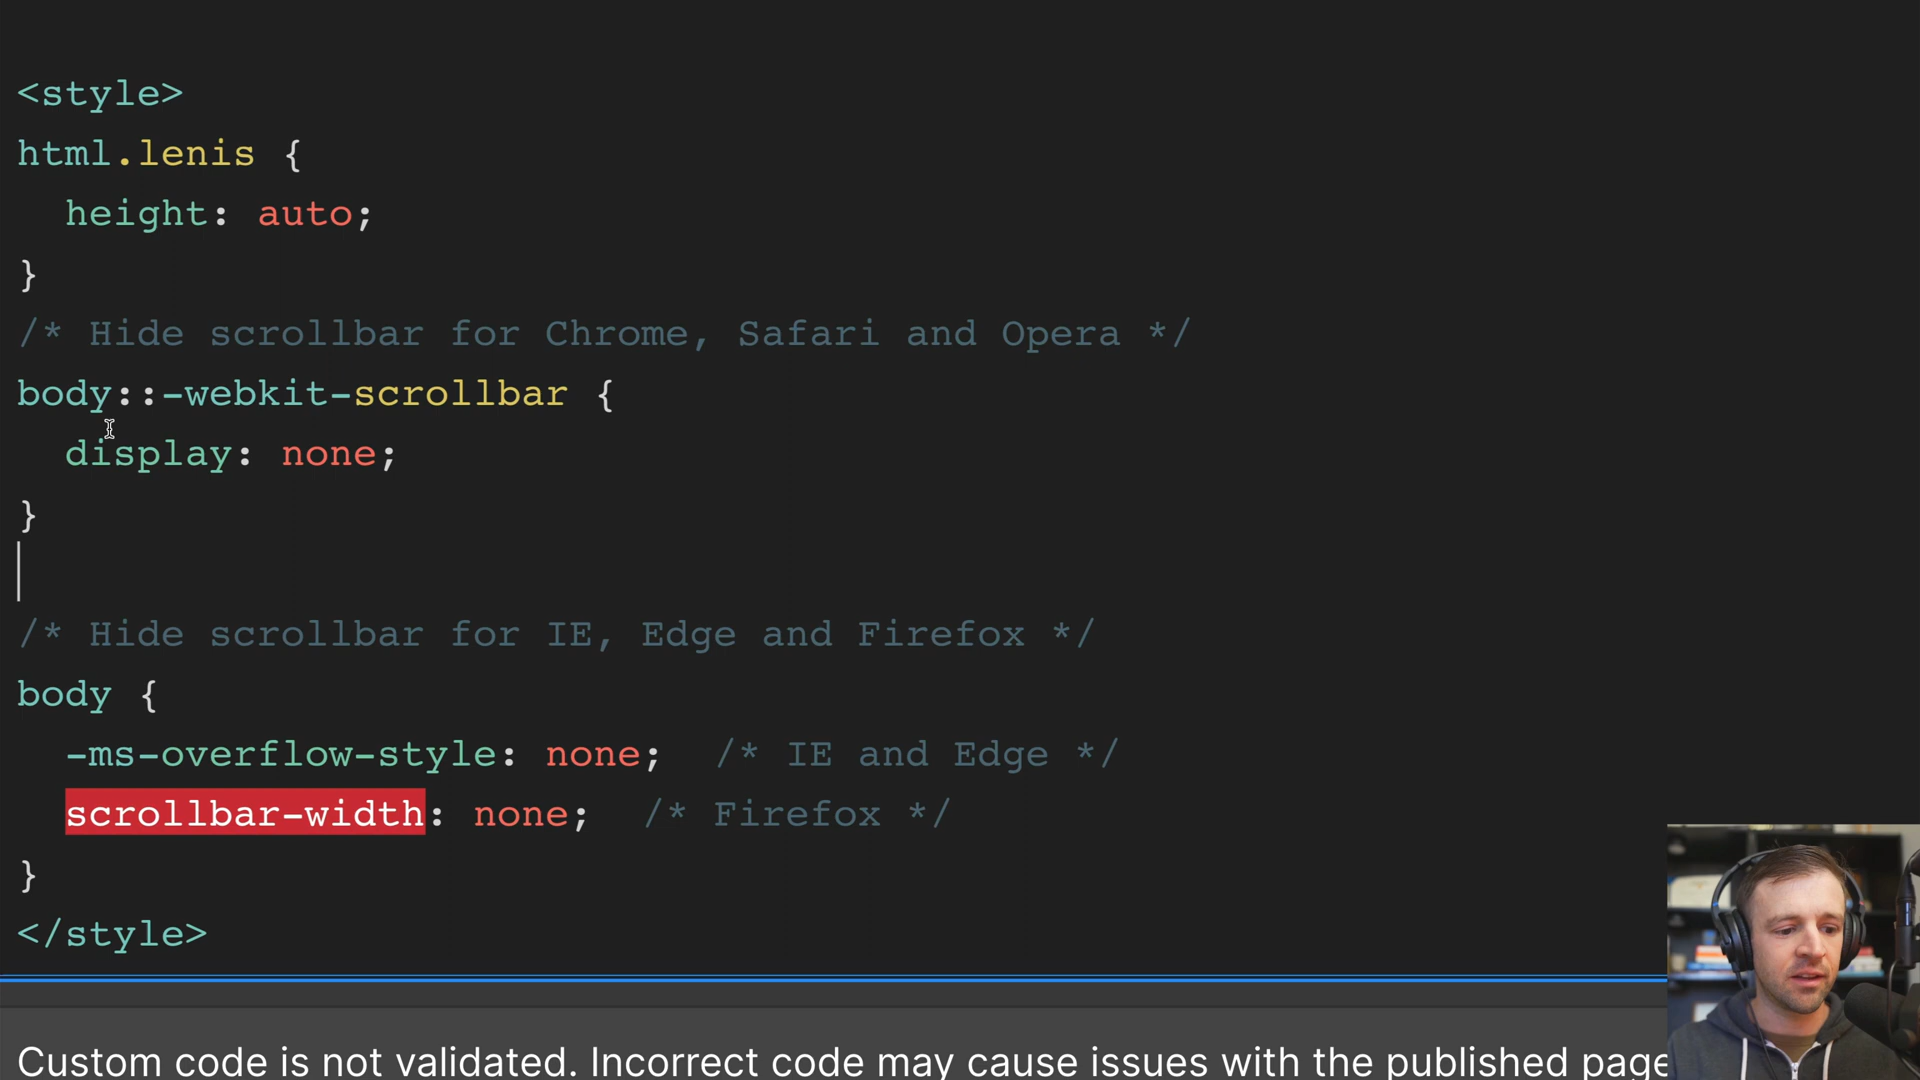 <style>
html.lenis {
height: auto;
}
/* Hide scrollbar for Chrome, Safari and Opera */
body::-webkit-scrollbar {
display: none;
}
/* Hide scrollbar for IE, Edge and Firefox */
body {
-ms-overflow-style: none; /* IE and Edge */
scrollbar-width: none; /* Firefox */
}
</style>
Custom code is not validated. Incorrect code may cause issues with the published page